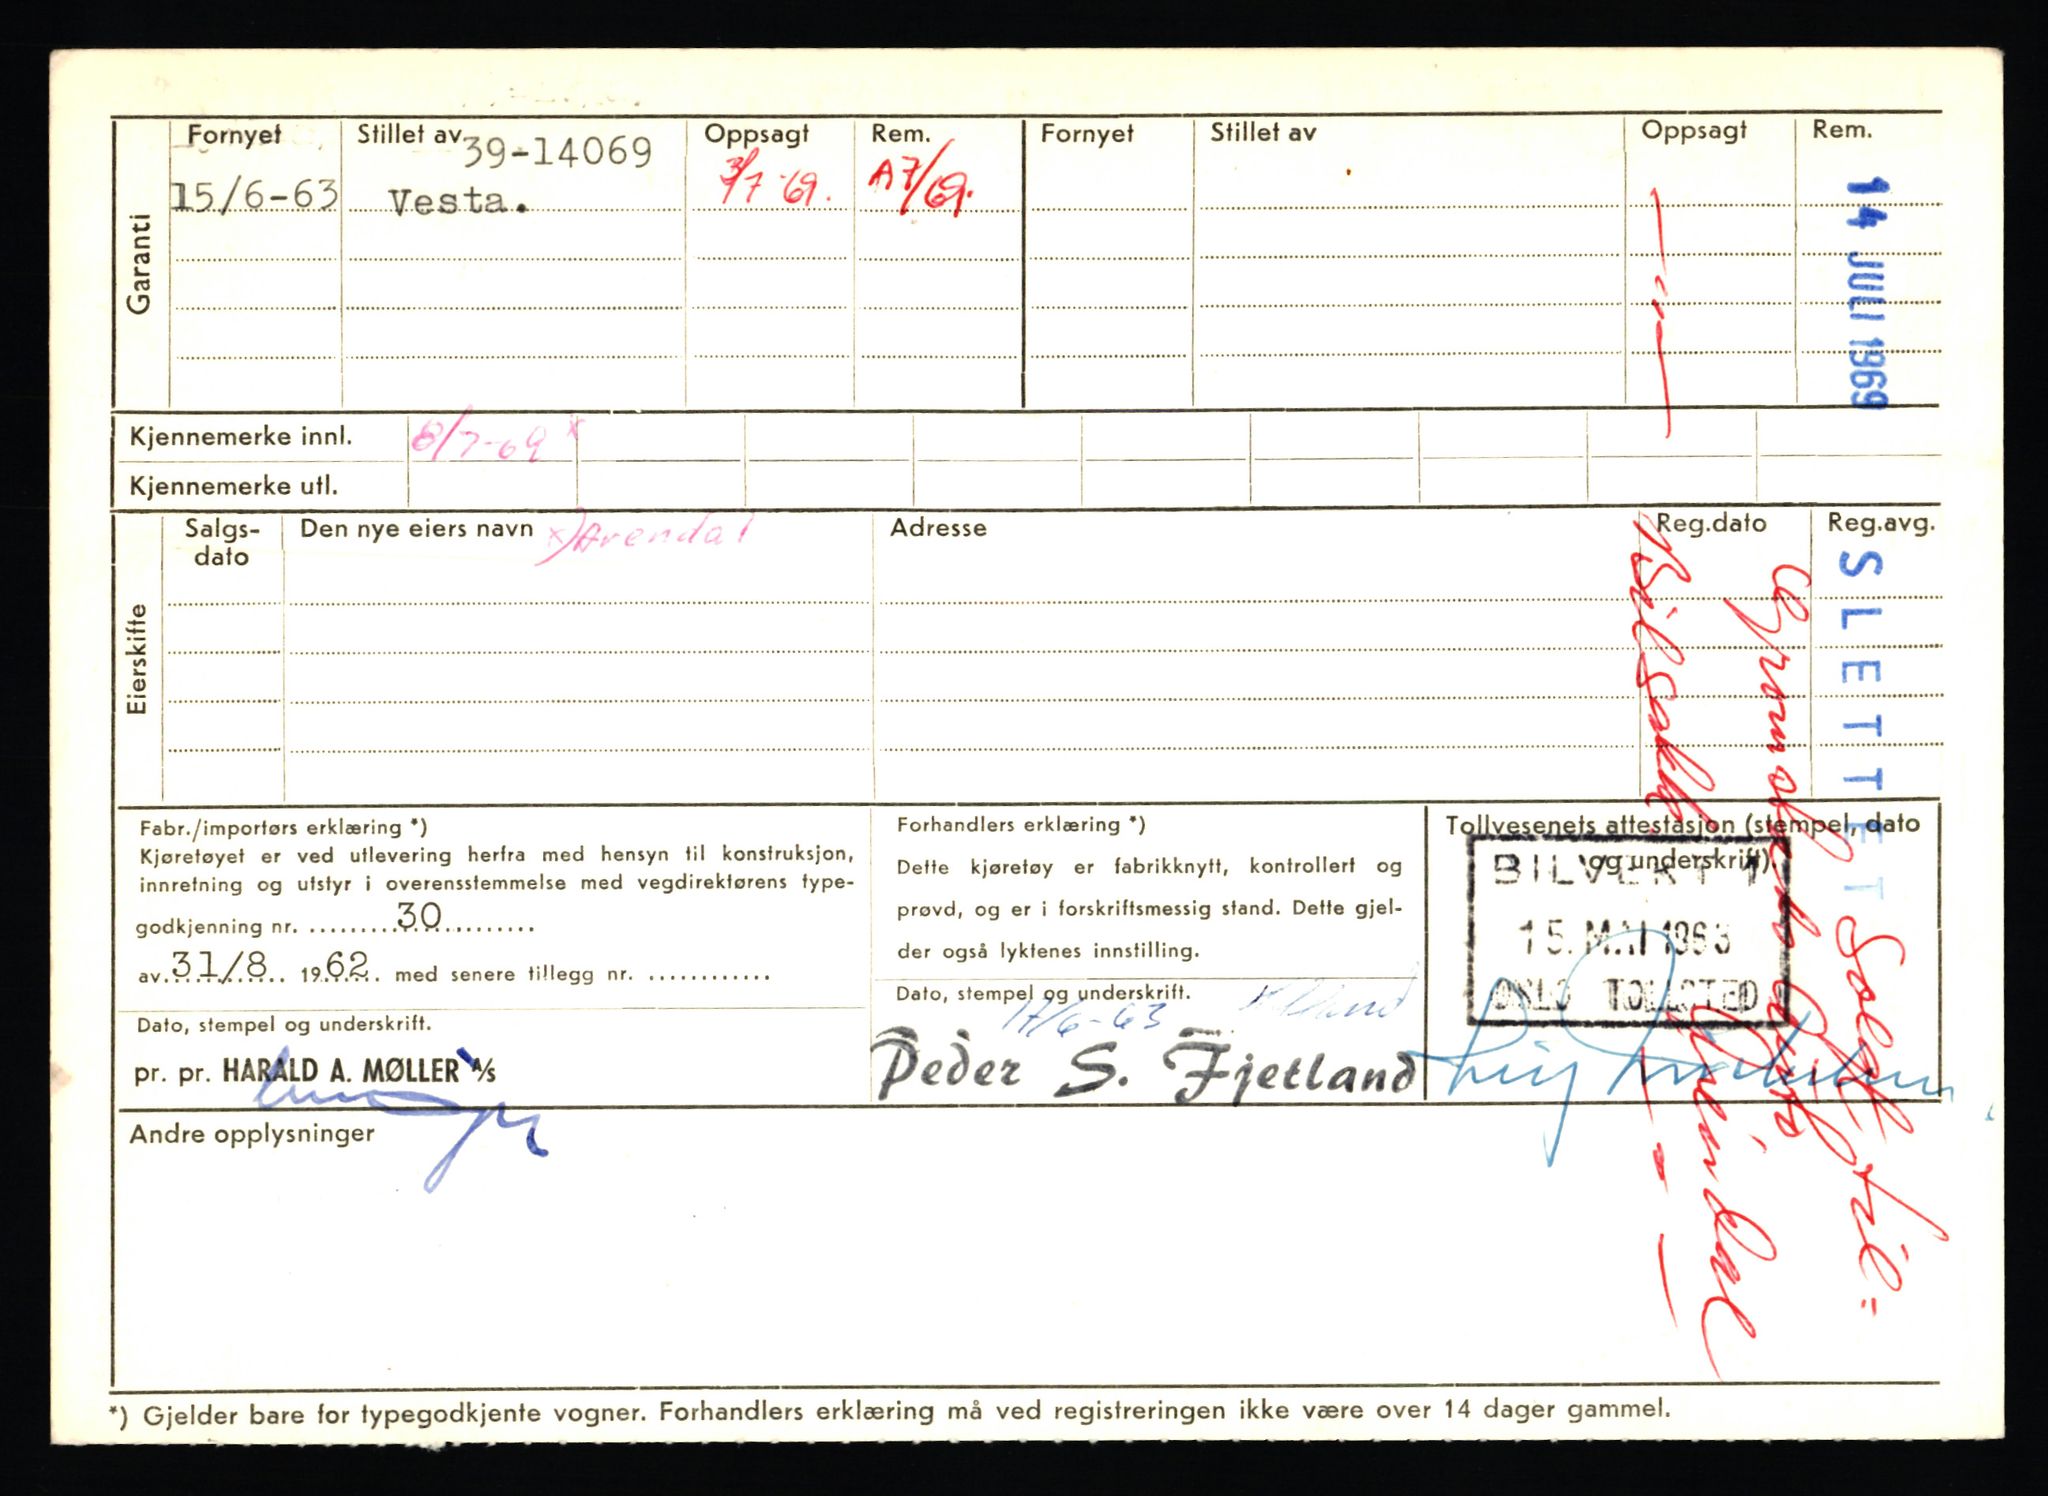 Garanti
Fornyet Stillet av Oppsagt Rem. Fornyet Stillet av Oppsagt Rem.
39-14069
15/6-63 Vesta. 3/7-69. A7/69.
14 JULI 1969
Kjennemerke innl. 8/7-69 x
Kjennemerke utl.
Eierskifte
Salgs-
dato
Den nye eiers navn x) Arendal Adresse Reg.dato Reg.avg.
SLETTET
Solgt til:
Bilsakk.
Arendal
Fabr./importørs erklæring *)
Kjøretøyet er ved utlevering herfra med hensyn til konstruksjon,
innretning og utstyr i overensstemmelse med vegdirektørens type-
godkjenning nr. 30
av 31/8 1962 med senere tillegg nr.
Dato, stempel og underskrift.
pr. pr. HARALD A. MØLLER A/S
Forhandlers erklæring *)
Dette kjøretøy er fabrikknytt, kontrollert og
prøvd, og er i forskriftsmessig stand. Dette gjel-
der også lyktenes innstilling.
Dato, stempel og underskrift.
17/6-63
Peder S. Fjetland
Tollvesenets attestasjon (stempel, dato
og underskrift).
15. MAI 1963
OSLO TOLLSTED
Andre opplysninger
*) Gjelder bare for typegodkjente vogner. Forhandlers erklæring må ved registreringen ikke være over 14 dager gammel.